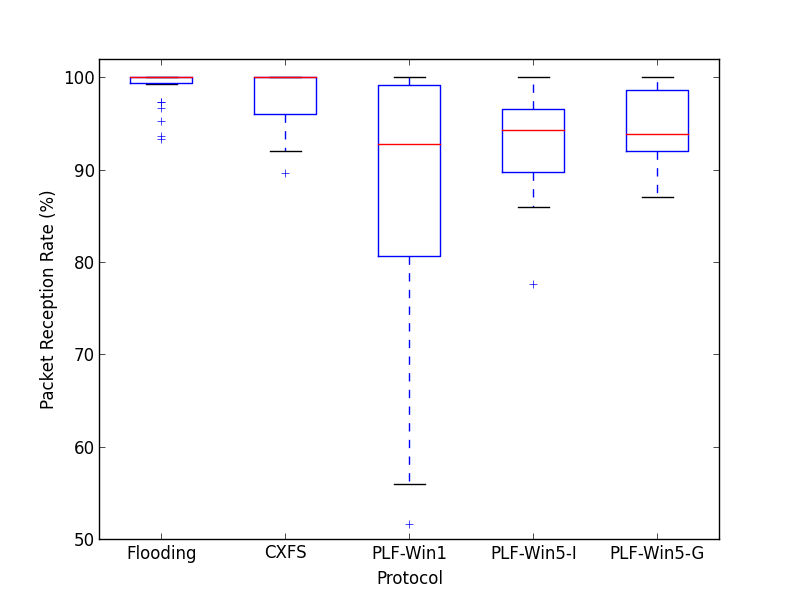 100
90
80
70
60
50
Packet Reception Rate (%)
Flooding
CXFS
PLF-Win1
PLF-Win5-I
PLF-Win5-G
Protocol